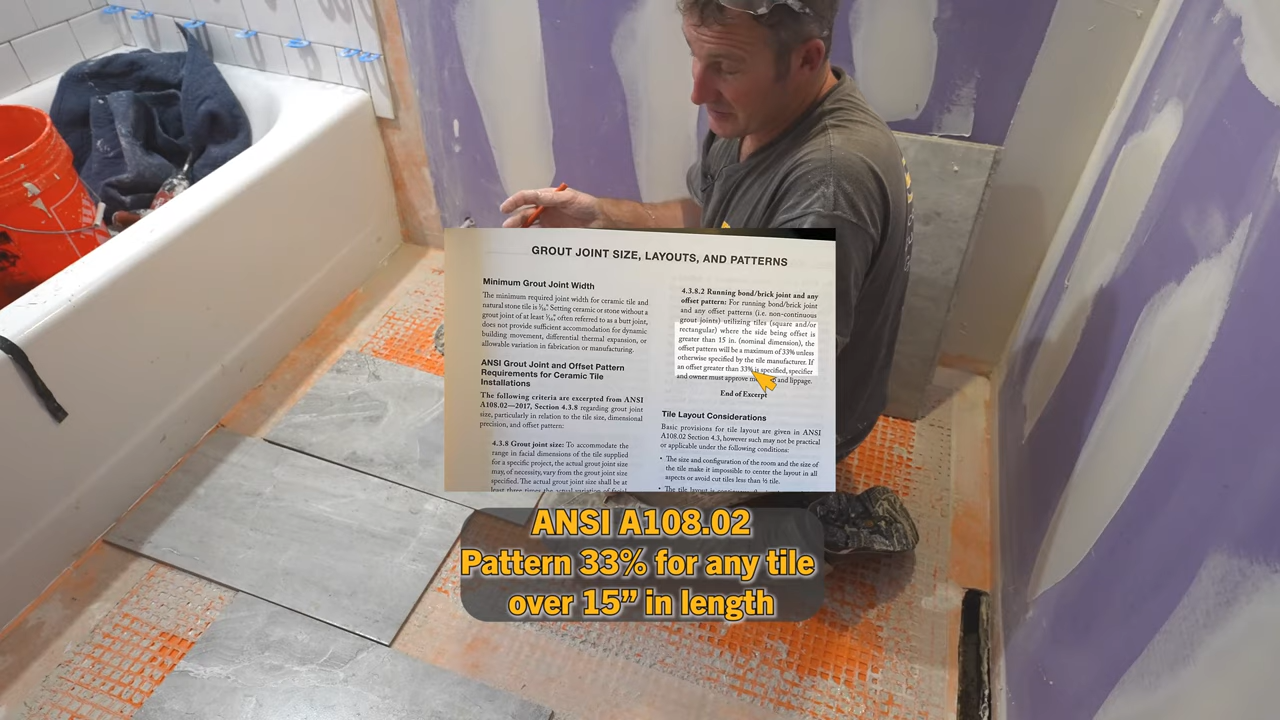 GROUT JOINT SIZE, LAYOUTS, AND PATTERNS
Minimum Grout Joint Width
The minimum required joint width for ceramic tile and
natural stone tile is 1/16." Setting ceramic or stone without a
grout joint of at least 1/16", often referred to as a butt joint,
does not provide sufficient accommodation for dynamic
building movement, differential thermal expansion, or
allowable variation in fabrication or manufacturing.
ANSI Grout Joint and Offset Pattern
Requirements for Ceramic Tile
Installations
The following criteria are excerpted from ANSI
A108.02—2017, Section 4.3.8 regarding grout joint
size, particularly in relation to the tile size, dimensional
precision, and offset pattern:
4.3.8 Grout joint size: To accommodate the
range in facial dimensions of the tile supplied
for a specific project, the actual grout joint size
may, of necessity, vary from the grout joint size
specified. The actual grout joint size shall be at
least three times the actual variation of facial
4.3.8.2 Running bond/brick joint and any
offset pattern: For running bond/brick joint
and any offset patterns (i.e. non-continuous
grout joints) utilizing tiles (square and/or
rectangular) where the side being offset is
greater than 15 in. (nominal dimension), the
offset pattern will be a maximum of 33% unless
otherwise specified by the tile manufacturer. If
an offset greater than 33% is specified, specifier
and owner must approve and lippage.
End of Excerpt
Tile Layout Considerations
Basic provisions for tile layout are given in ANSI
A108.02 Section 4.3, however such may not be practical
or applicable under the following conditions:
• The size and configuration of the room and the size of
the tile make it impossible to center the layout in all
aspects or avoid cut tiles less than ½ tile.
• The tile layout is
ANSI A108.02
Pattern 33% for any tile
over 15” in length